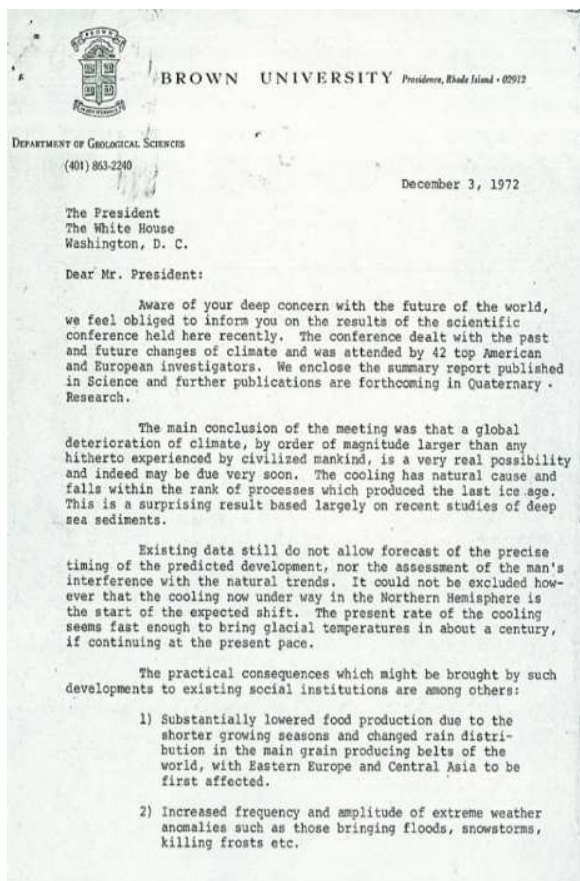 BROWN UNIVERSITY Providence, Rhode Island • 02912
DEPARTMENT OF GEOLOGICAL SCIENCES
(401) 863-2240
December 3, 1972
The President
The White House
Washington, D. C.
Dear Mr. President:
Aware of your deep concern with the future of the world,
we feel obliged to inform you on the results of the scientific
conference held here recently. The conference dealt with the past
and future changes of climate and was attended by 42 top American
and European investigators. We enclose the summary report published
in Science and further publications are forthcoming in Quaternary
Research.
The main conclusion of the meeting was that a global
deterioration of climate, by order of magnitude larger than any
hitherto experienced by civilized mankind, is a very real possibility
and indeed may be due very soon. The cooling has natural cause and
falls within the rank of processes which produced the last ice age.
This is a surprising result based largely on recent studies of deep
sea sediments.
Existing data still do not allow forecast of the precise
timing of the predicted development, nor the assessment of the man's
interference with the natural trends. It could not be excluded how-
ever that the cooling now under way in the Northern Hemisphere is
the start of the expected shift. The present rate of the cooling
seems fast enough to bring glacial temperatures in about a century,
if continuing at the present pace.
The practical consequences which might be brought by such
developments to existing social institutions are among others:
1) Substantially lowered food production due to the
shorter growing seasons and changed rain distri-
bution in the main grain producing belts of the
world, with Eastern Europe and Central Asia to be
first affected.
2) Increased frequency and amplitude of extreme weather
anomalies such as those bringing floods, snowstorms,
killing frosts etc.